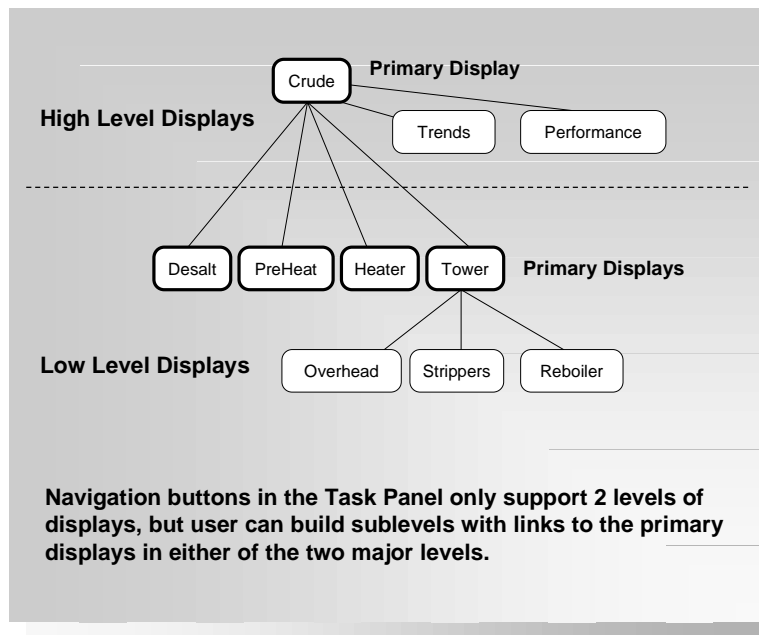 Primary Display
Crude
High Level Displays
Trends
Performance
Desalt
PreHeat
Heater
Tower
Primary Displays
Low Level Displays
Overhead
Strippers
Reboiler
Navigation buttons in the Task Panel only support 2 levels of
displays, but user can build sublevels with links to the primary
displays in either of the two major levels.